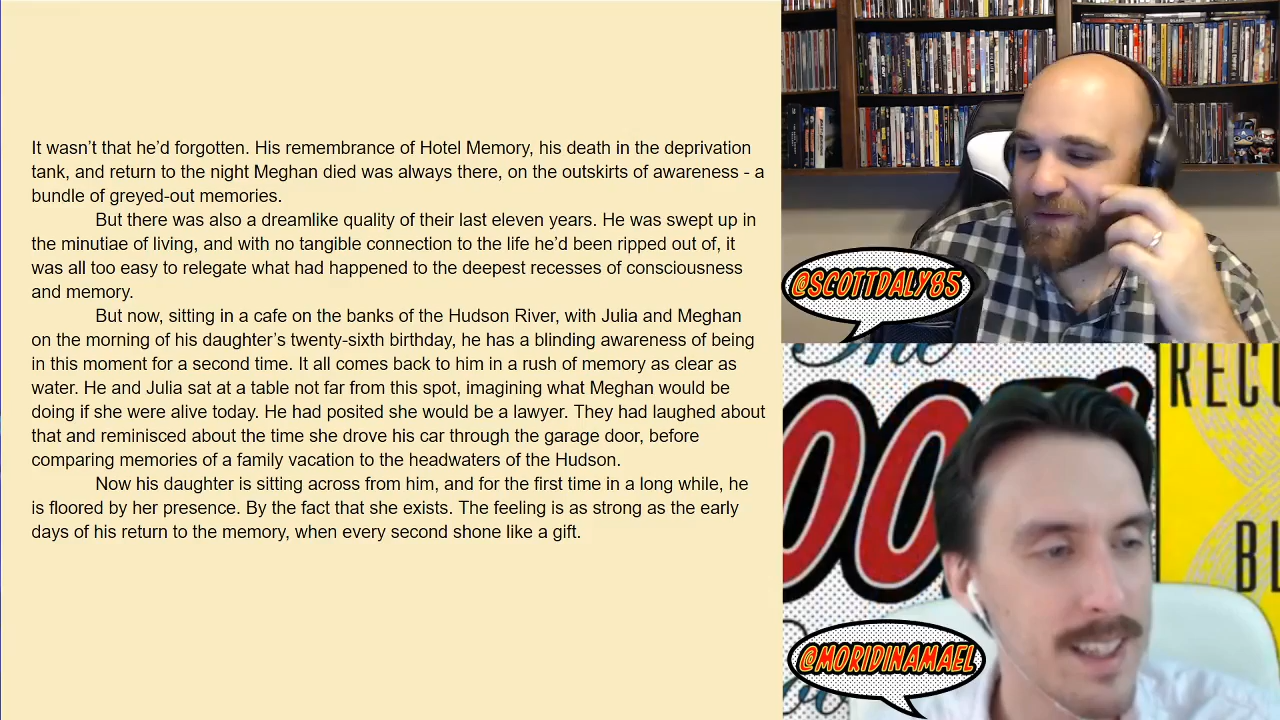 It wasn't that he'd forgotten. His remembrance of Hotel Memory, his death in the deprivation
tank, and return to the night Meghan died was always there, on the outskirts of awareness - a
bundle of greyed-out memories.
But there was also a dreamlike quality of their last eleven years. He was swept up in
the minutiae of living, and with no tangible connection to the life he'd been ripped out of, it
was all too easy to relegate what had happened to the deepest recesses of consciousness
and memory.
But now, sitting in a cafe on the banks of the Hudson River, with Julia and Meghan
on the morning of his daughter's twenty-sixth birthday, he has a blinding awareness of being
in this moment for a second time. It all comes back to him in a rush of memory as clear as
water. He and Julia sat at a table not far from this spot, imagining what Meghan would be
doing if she were alive today. He had posited she would be a lawyer. They had laughed about
that and reminisced about the time she drove his car through the garage door, before
comparing memories of a family vacation to the headwaters of the Hudson.
Now his daughter is sitting across from him, and for the first time in a long while, he
is floored by her presence. By the fact that she exists. The feeling is as strong as the early
days of his return to the memory, when every second shone like a gift.
@SCOTTDALY85
The
RECU
BL
@MORIDINAMAEL